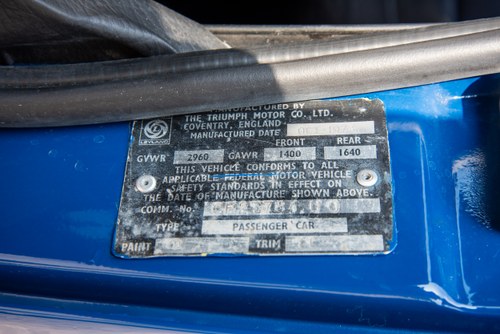 MANUFACTURED BY
THE TRIUMPH MOTOR CO., LTD.
COVENTRY, ENGLAND
MANUFACTURED DATE
LEYLAND
FRONT REAR
GVWR 2960 GAWR 1400 1640
THIS VEHICLE CONFORMS TO ALL
APPLICABLE FEDERAL MOTOR VEHICLE
SAFETY STANDARDS IN EFFECT ON
THE DATE OF MANUFACTURE SHOWN ABOVE.
COMM. No.
TYPE PASSENGER CAR
PAINT TRIM